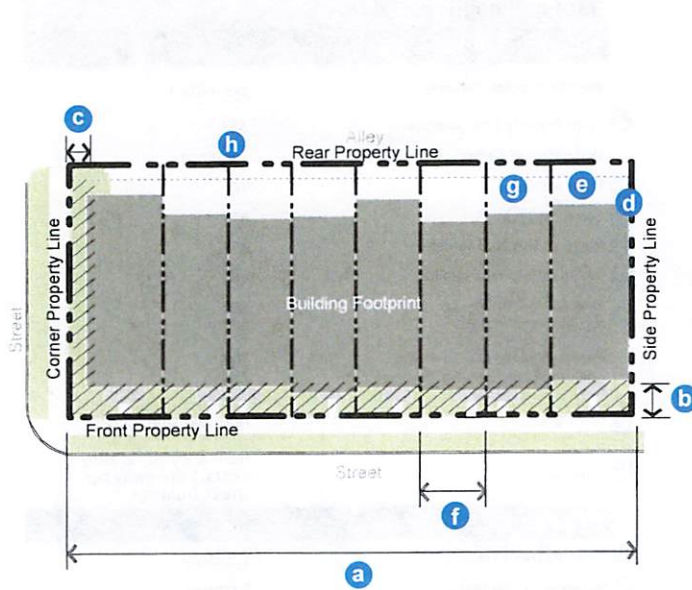 c
Alley
h
Rear Property Line
g
e
d
Corner Property Line
Street
Building Footprint
Side Property Line
b
Front Property Line
Street
f
a